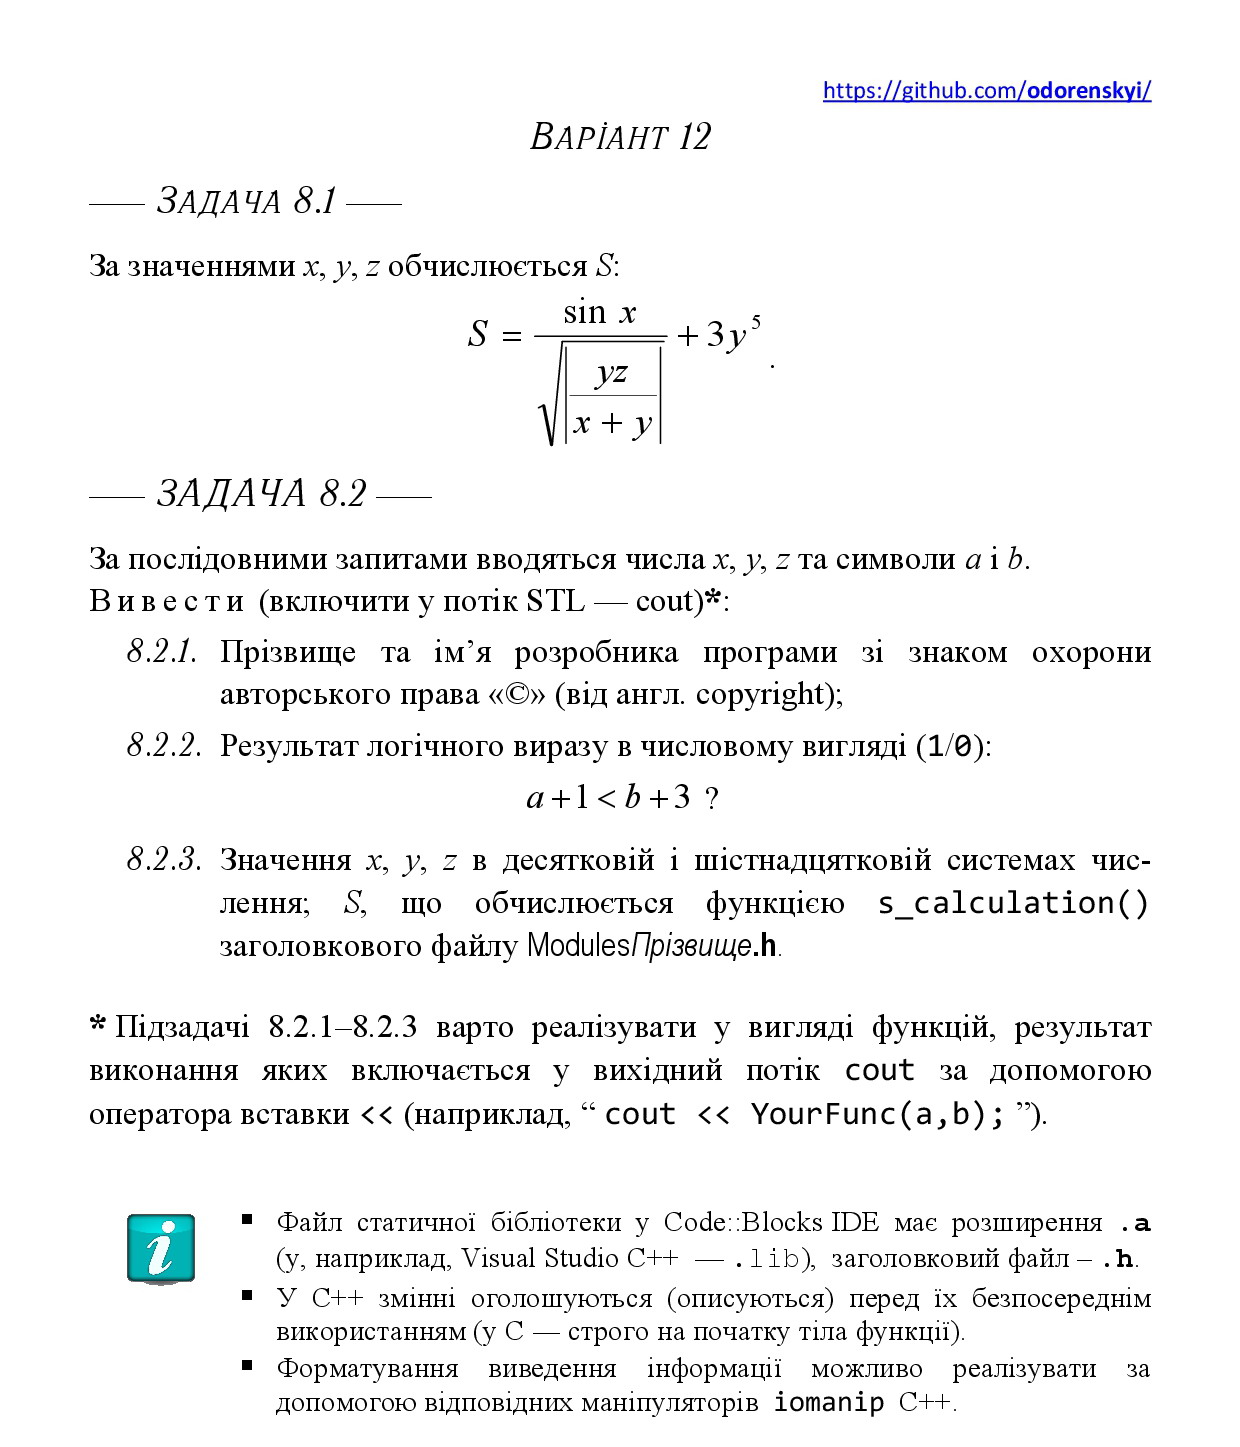 https://github.com/odorenskyi/
ВАРІАНТ 12
—– ЗАДАЧА 8.1 —–
За значеннями x, y, z обчислюється S:
S = \frac{\sin x}{\sqrt{\left|\frac{yz}{x + y}\right|}} + 3y^5.
—– ЗАДАЧА 8.2 —–
За послідовними запитами вводяться числа x, y, z та символи a і b.
Вивести (включити у потік STL — cout)*:
8.2.1. Прізвище та ім’я розробника програми зі знаком охорони
авторського права «©» (від англ. copyright);
8.2.2. Результат логічного виразу в числовому вигляді (1/0):
a + 1 < b + 3 ?
8.2.3. Значення x, y, z в десятковій і шістнадцятковій системах чис-
лення; S, що обчислюється функцією s_calculation()
заголовкового файлу ModulesПрізвище.h.
* Підзадачі 8.2.1–8.2.3 варто реалізувати у вигляді функцій, результат
виконання яких включається у вихідний потік cout за допомогою
оператора вставки << (наприклад, “ cout << YourFunc(a,b); ”).
i
▪ Файл статичної бібліотеки у Code::Blocks IDE має розширення .a
(у, наприклад, Visual Studio C++ — .lib), заголовковий файл – .h.
▪ У C++ змінні оголошуються (описуються) перед їх безпосереднім
використанням (у C — строго на початку тіла функції).
▪ Форматування виведення інформації можливо реалізувати за
допомогою відповідних маніпуляторів iomanip C++.